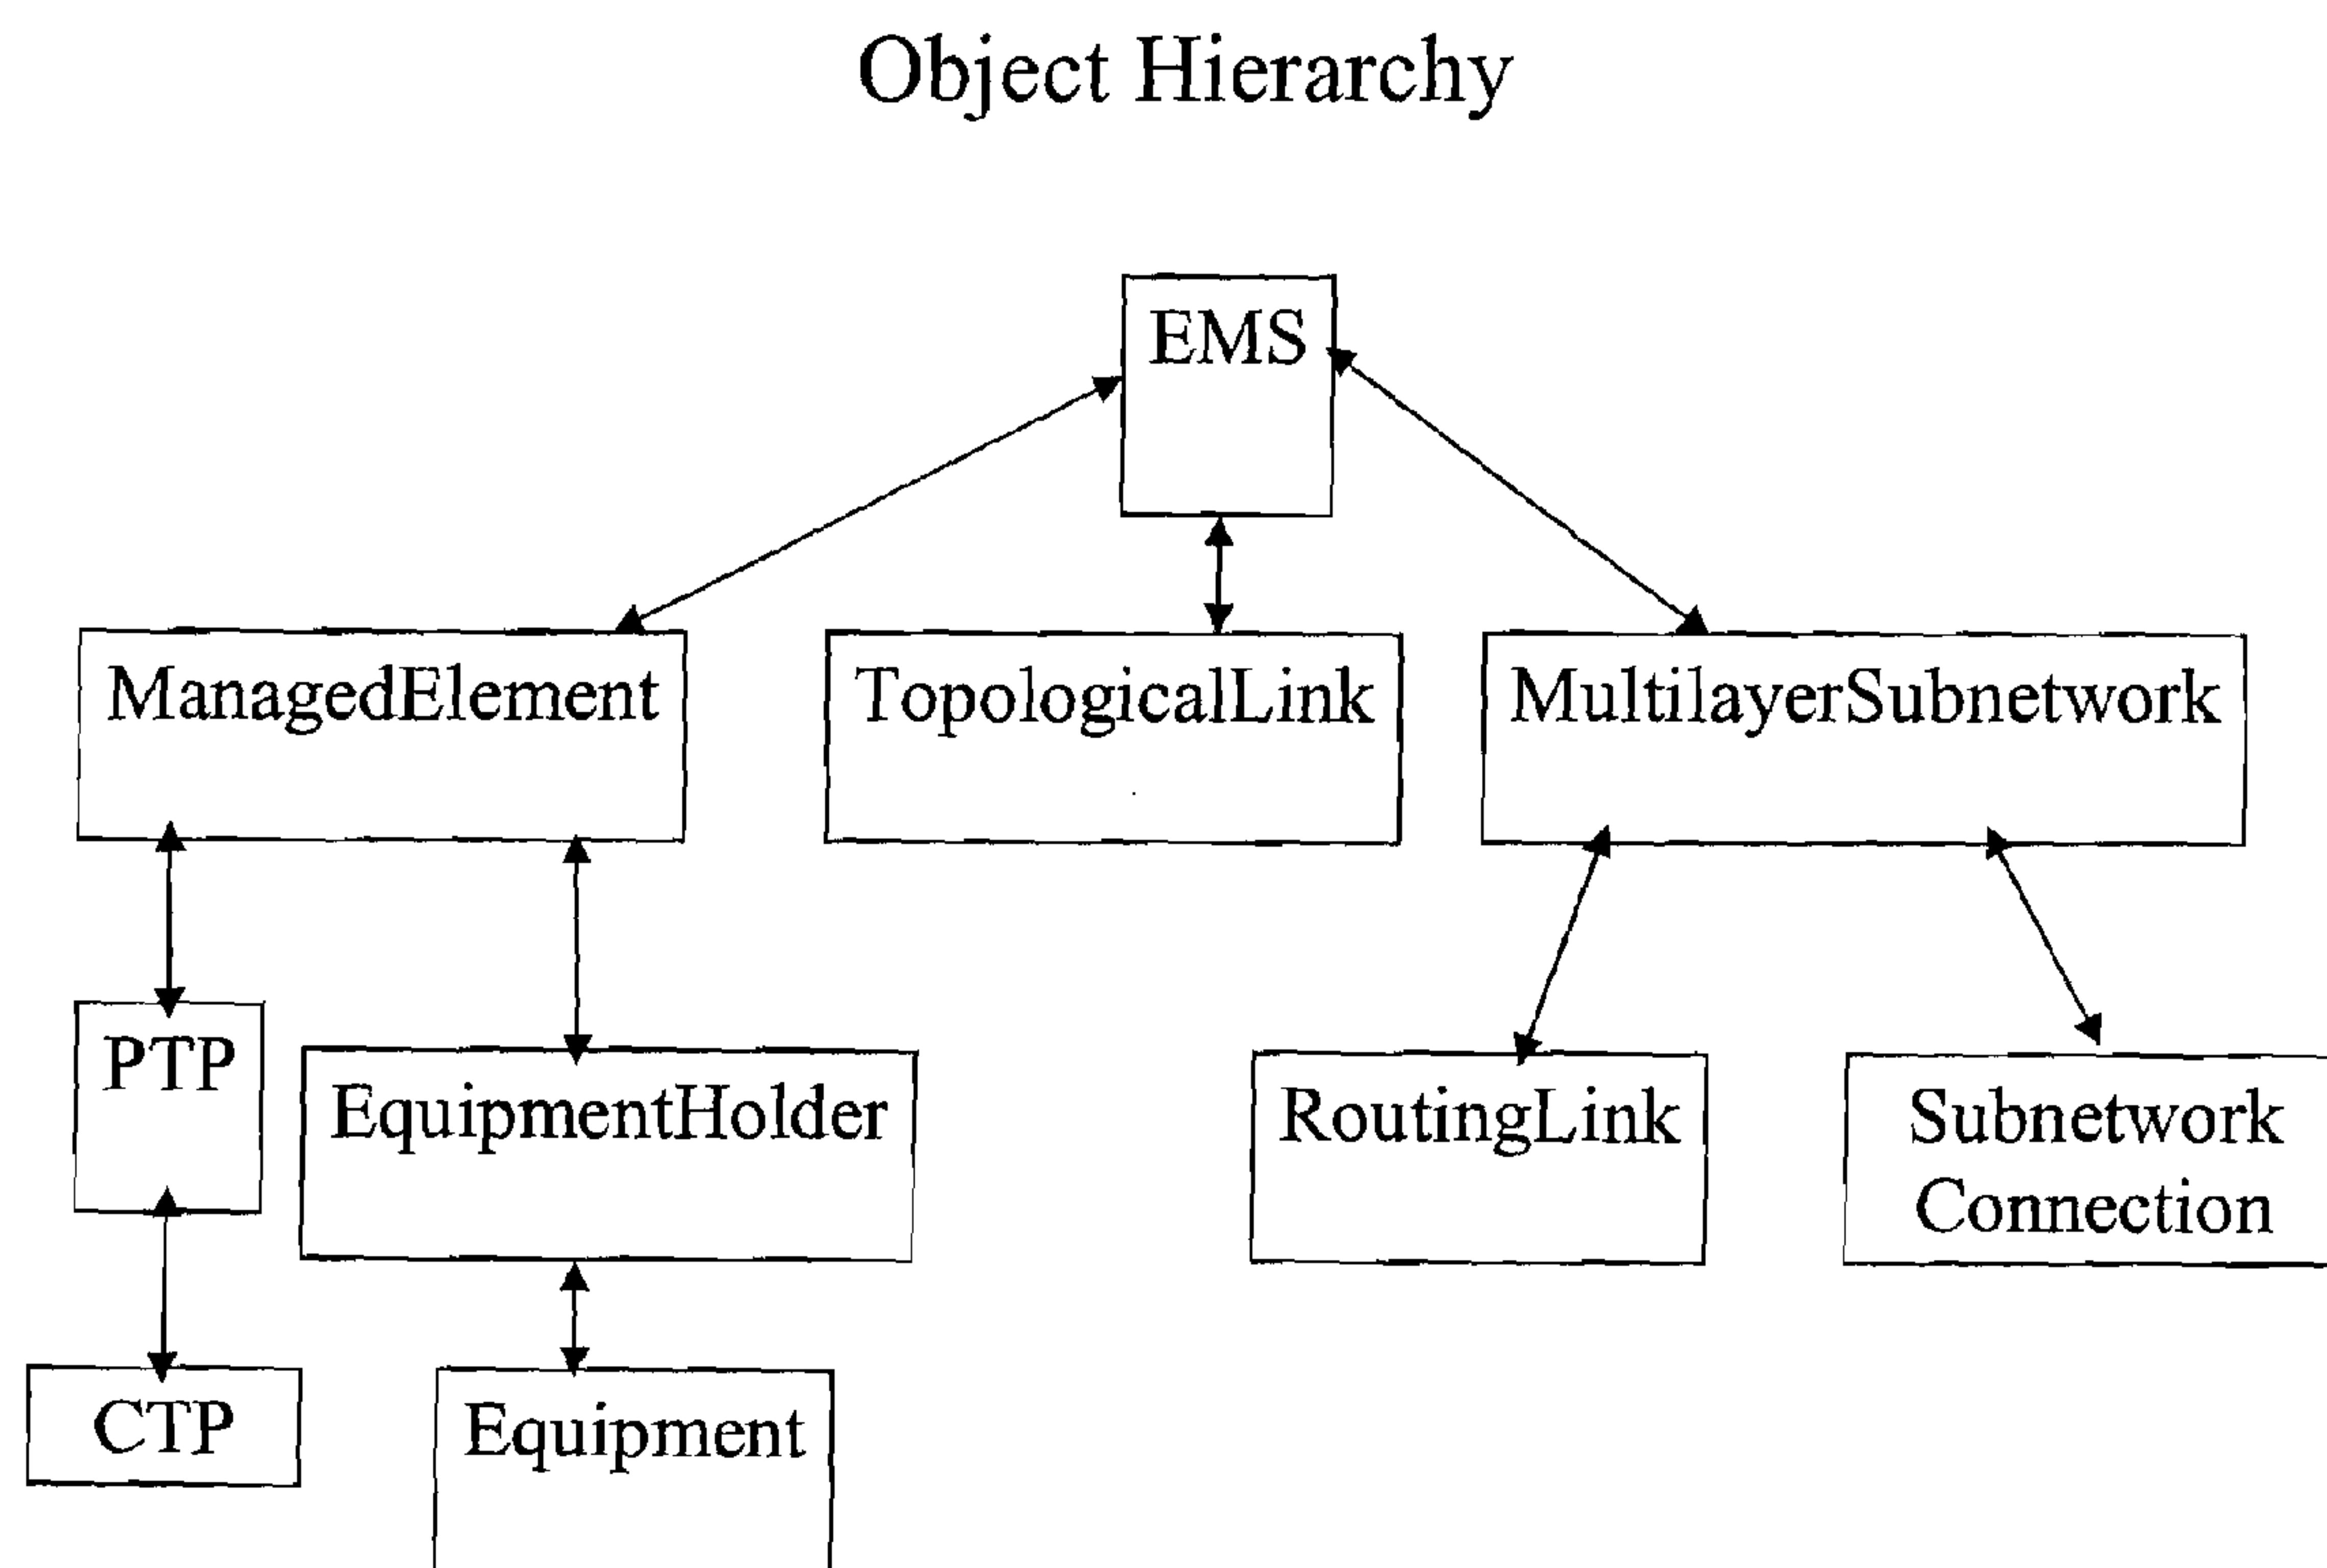 Object Hierarchy
EMS
ManagedElement
TopologicalLink
MultilayerSubnetwork
PTP
EquipmentHolder
RoutingLink
Subnetwork
Connection
CTP
Equipment